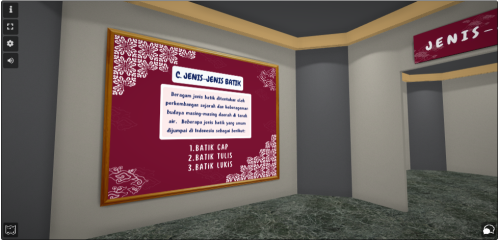 C. JENIS-JENIS BATIK
Beragam jenis batik ditentukan oleh
perkembangan sejarah dan keberagaman
budaya masing-masing daerah di tanah
air. Beberapa jenis batik yang umum
dijumpai di Indonesia sebagai berikut:
1.BATIK CAP
2.BATIK TULIS
3.BATIK LUKIS
JENIS-